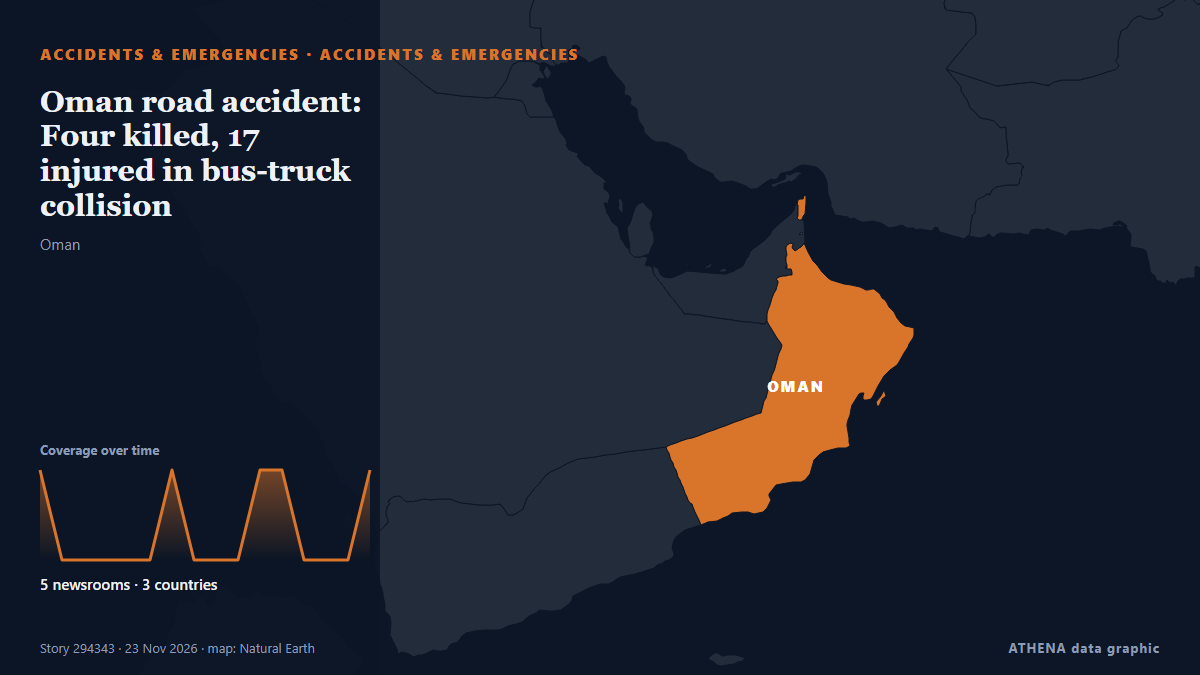 ACCIDENTS & EMERGENCIES · ACCIDENTS & EMERGENCIES
Oman road accident:
Four killed, 17
injured in bus-truck
collision
Oman
OMAN
Coverage over time
5 newsrooms · 3 countries
Story 294343 · 23 Nov 2026 · map: Natural Earth
ATHENA data graphic